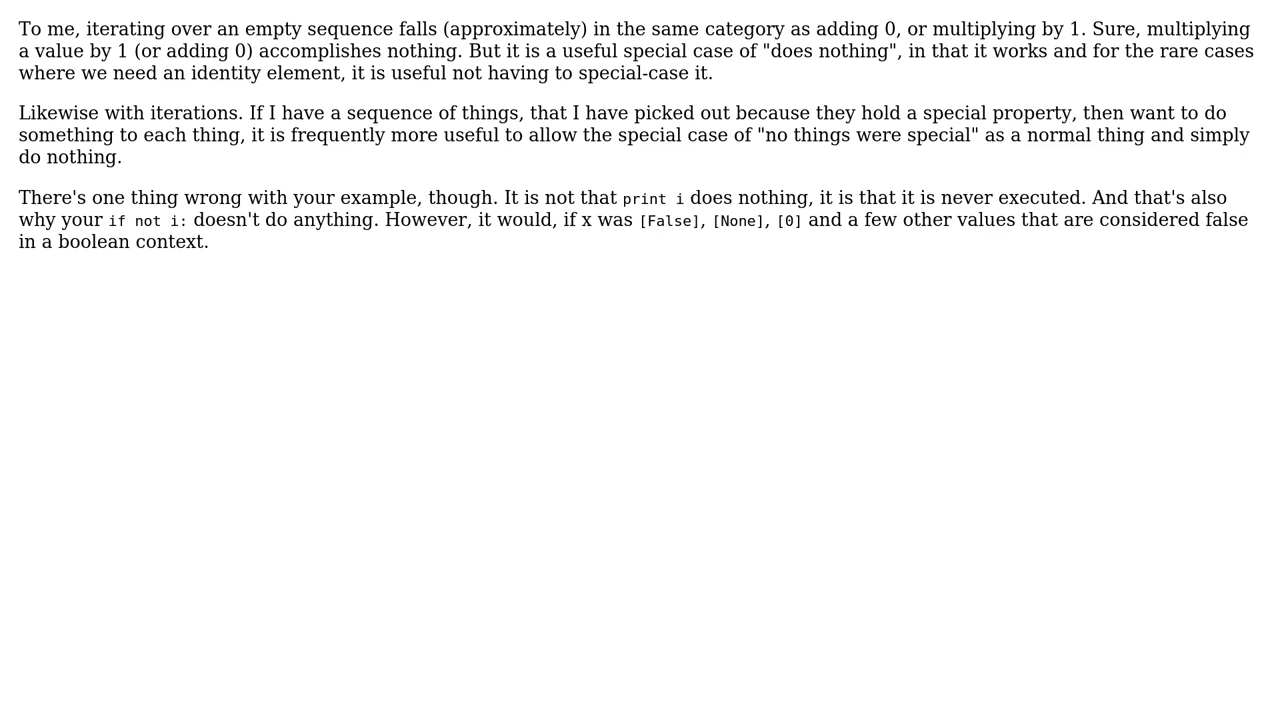 To me, iterating over an empty sequence falls (approximately) in the same category as adding 0, or multiplying by 1. Sure, multiplying
a value by 1 (or adding 0) accomplishes nothing. But it is a useful special case of "does nothing", in that it works and for the rare cases
where we need an identity element, it is useful not having to special-case it.
Likewise with iterations. If I have a sequence of things, that I have picked out because they hold a special property, then want to do
something to each thing, it is frequently more useful to allow the special case of "no things were special" as a normal thing and simply
do nothing.
There's one thing wrong with your example, though. It is not that print i does nothing, it is that it is never executed. And that's also
why your if not i: doesn't do anything. However, it would, if x was [False], [None], [0] and a few other values that are considered false
in a boolean context.